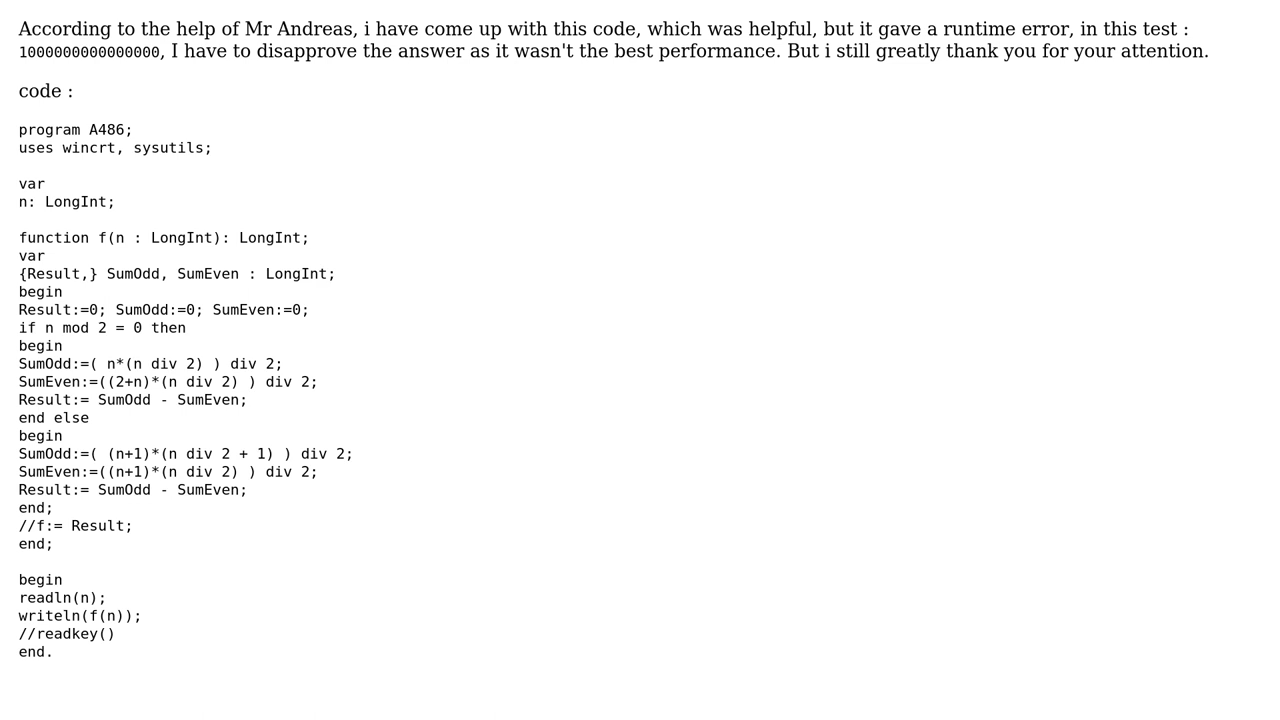 According to the help of Mr Andreas, i have come up with this code, which was helpful, but it gave a runtime error, in this test :
1000000000000000, I have to disapprove the answer as it wasn't the best performance. But i still greatly thank you for your attention.
code :
program A486;
uses wincrt, sysutils;
var
n: LongInt;
function f(n : LongInt): LongInt;
var
{Result,} SumOdd, SumEven : LongInt;
begin
Result:=0; SumOdd:=0; SumEven:=0;
if n mod 2 = 0 then
begin
SumOdd:=( n*(n div 2) ) div 2;
SumEven:=((2+n)*(n div 2) ) div 2;
Result:= SumOdd - SumEven;
end else
begin
SumOdd:=( (n+1)*(n div 2 + 1) ) div 2;
SumEven:=((n+1)*(n div 2) ) div 2;
Result:= SumOdd - SumEven;
end;
//f:= Result;
end;
begin
readln(n);
writeln(f(n));
//readkey()
end.